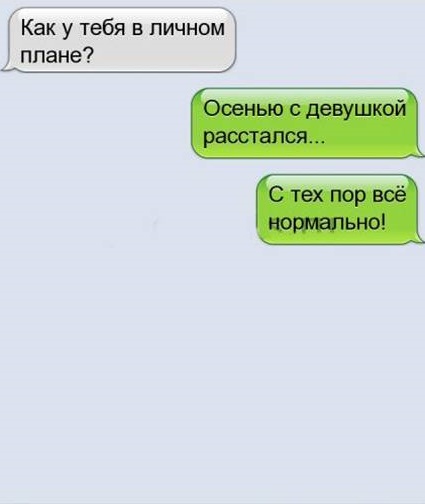 Как у тебя в личном
плане?
Осенью с девушкой
расстался...
С тех пор всё
нормально!